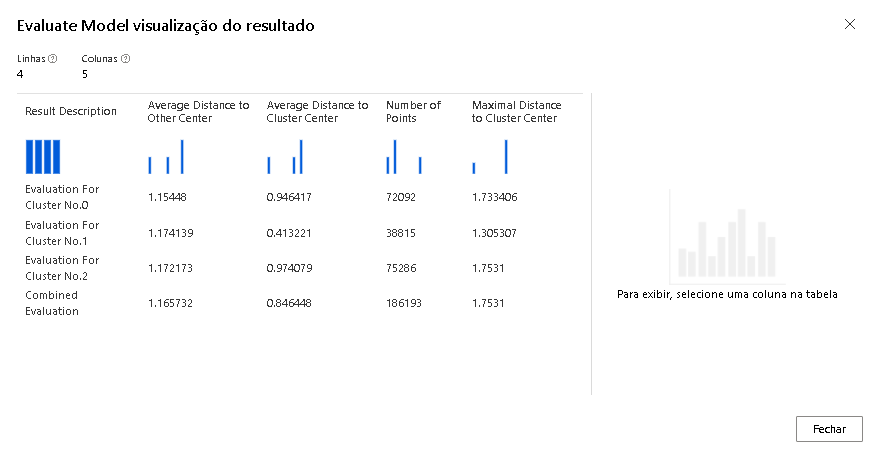 Evaluate Model visualização do resultado
Linhas ? Colunas ?
4 5
Result Description Average Distance to Other Center Average Distance to Cluster Center Number of Points Maximal Distance to Cluster Center
Evaluation For Cluster No.0 1.15448 0.946417 72092 1.733406
Evaluation For Cluster No.1 1.174139 0.413221 38815 1.305307
Evaluation For Cluster No.2 1.172173 0.974079 75286 1.7531
Combined Evaluation 1.165732 0.846448 186193 1.7531
Para exibir, selecione uma coluna na tabela
Fechar